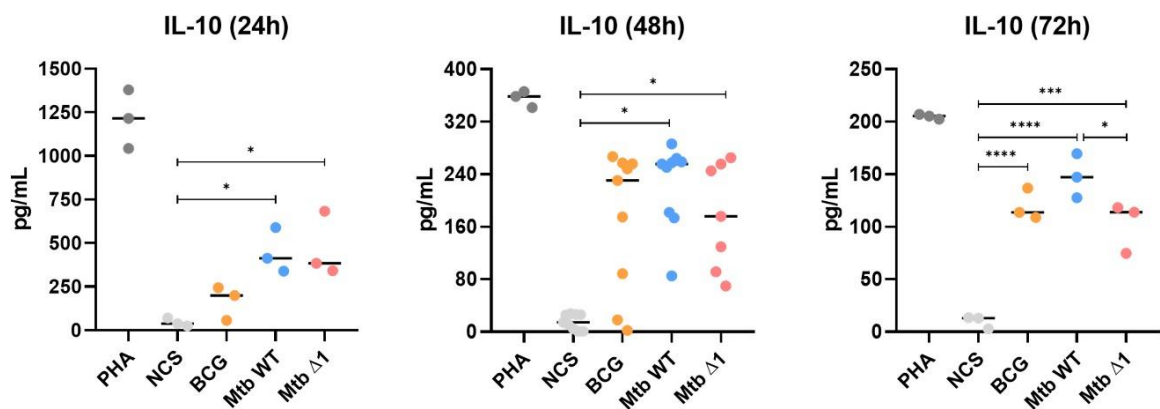 IL-10 (24h)
pg/mL
1500
1250
1000
750
500
250
0
*
*
PHA
NCS
BCG
Mtb WT
Mtb Δ1
IL-10 (48h)
pg/mL
400
320
240
160
80
0
*
*
PHA
NCS
BCG
Mtb WT
Mtb Δ1
IL-10 (72h)
pg/mL
250
200
150
100
50
0
***
**** *
****
PHA
NCS
BCG
Mtb WT
Mtb Δ1